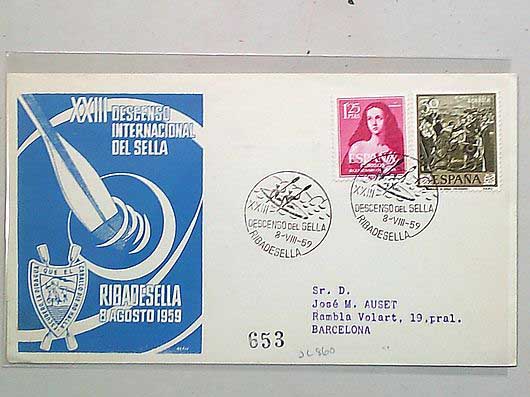 XXIII DESCENSO
INTERNACIONAL
DEL SELLA
RIBADESELLA
8 AGOSTO 1959
1,25
PTAS
ESPAÑA
CORREOS
ESPAÑA
XXIII
DESCENSO DEL SELLA
8-VIII-59
RIBADESELLA
XXIII
DESCENSO DEL SELLA
8-VIII-59
RIBADESELLA
Sr. D.
José M. AUSET
Rambla Volart, 19,pral.
BARCELONA
653